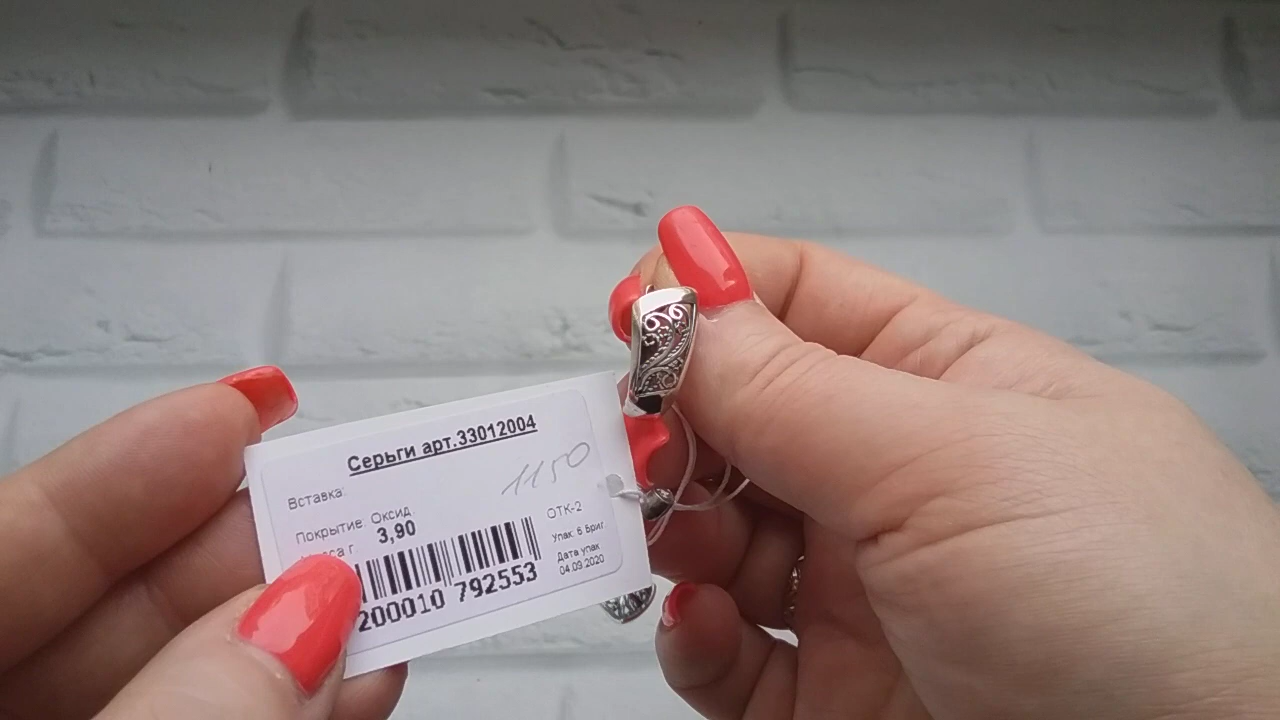 Серьги арт.33012004
1150
Вставка:
Покрытие: Оксид.
г. 3,90
ОТК-2
Упак. 6 Бриг.
Дата упак
04.09.2020
200010 792553